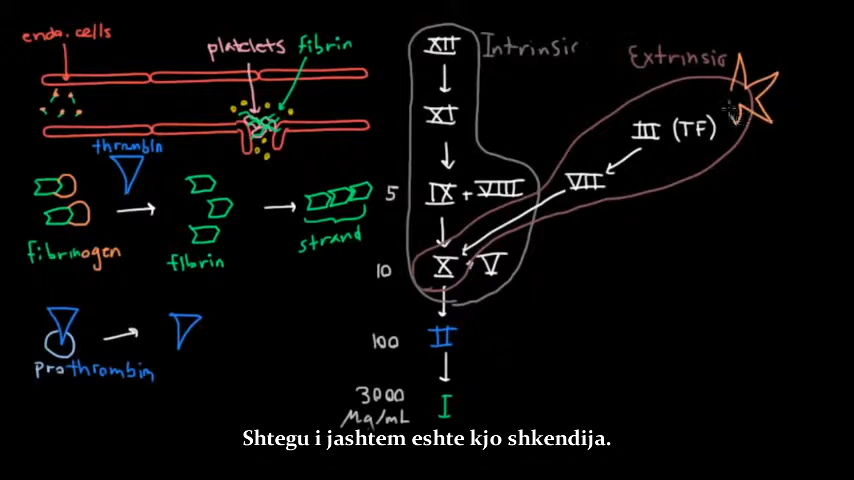 endo.cells
platelets
fibrin
thrombin
fibrinogen
fibrin
strand
prothrombin
XII
Intrinsic
Extrinsic
XI
III (TF)
5 IX + VIII
VII
10 X + V
100 II
3000
Mg/mL I
Shtegu i jashtem eshte kjo shkendija.